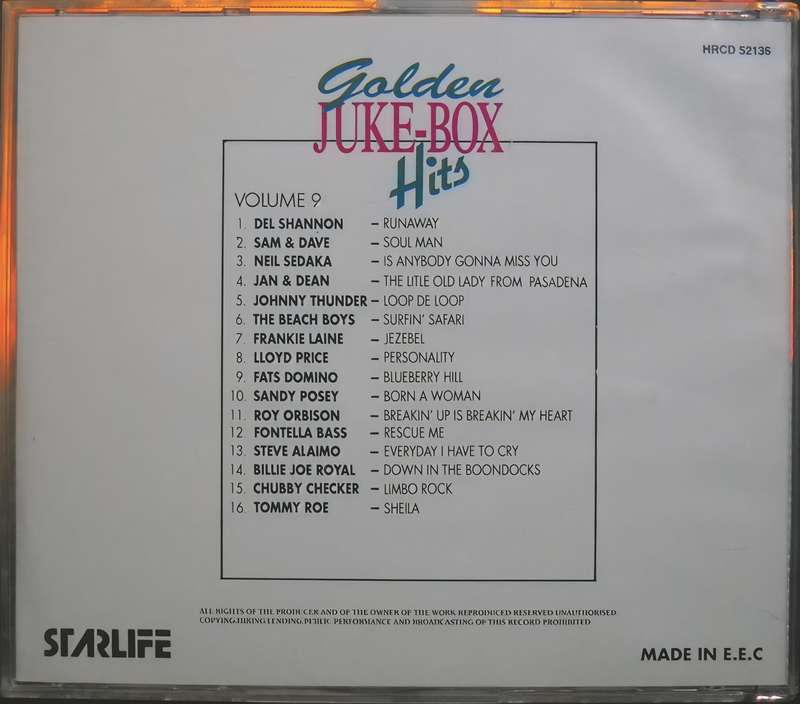 HRCD 52136
Golden
JUKE-BOX
Hits
VOLUME 9
1. DEL SHANNON – RUNAWAY
2. SAM & DAVE – SOUL MAN
3. NEIL SEDAKA – IS ANYBODY GONNA MISS YOU
4. JAN & DEAN – THE LITLE OLD LADY FROM PASADENA
5. JOHNNY THUNDER – LOOP DE LOOP
6. THE BEACH BOYS – SURFIN' SAFARI
7. FRANKIE LAINE – JEZEBEL
8. LLOYD PRICE – PERSONALITY
9. FATS DOMINO – BLUEBERRY HILL
10. SANDY POSEY – BORN A WOMAN
11. ROY ORBISON – BREAKIN' UP IS BREAKIN' MY HEART
12 FONTELLA BASS – RESCUE ME
13. STEVE ALAIMO – EVERYDAY I HAVE TO CRY
14. BILLIE JOE ROYAL – DOWN IN THE BOONDOCKS
15. CHUBBY CHECKER – LIMBO ROCK
16. TOMMY ROE – SHEILA
ALL RIGHTS OF THE PRODUCER AND OF THE OWNER OF THE WORK REPRODUCED RESERVED UNAUTHORISED
COPYING,HIRING LENDING,PUBLIC PERFORMANCE AND BROADCASTING OF THIS RECORD PROHIBITED
STARLIFE
MADE IN E.E.C